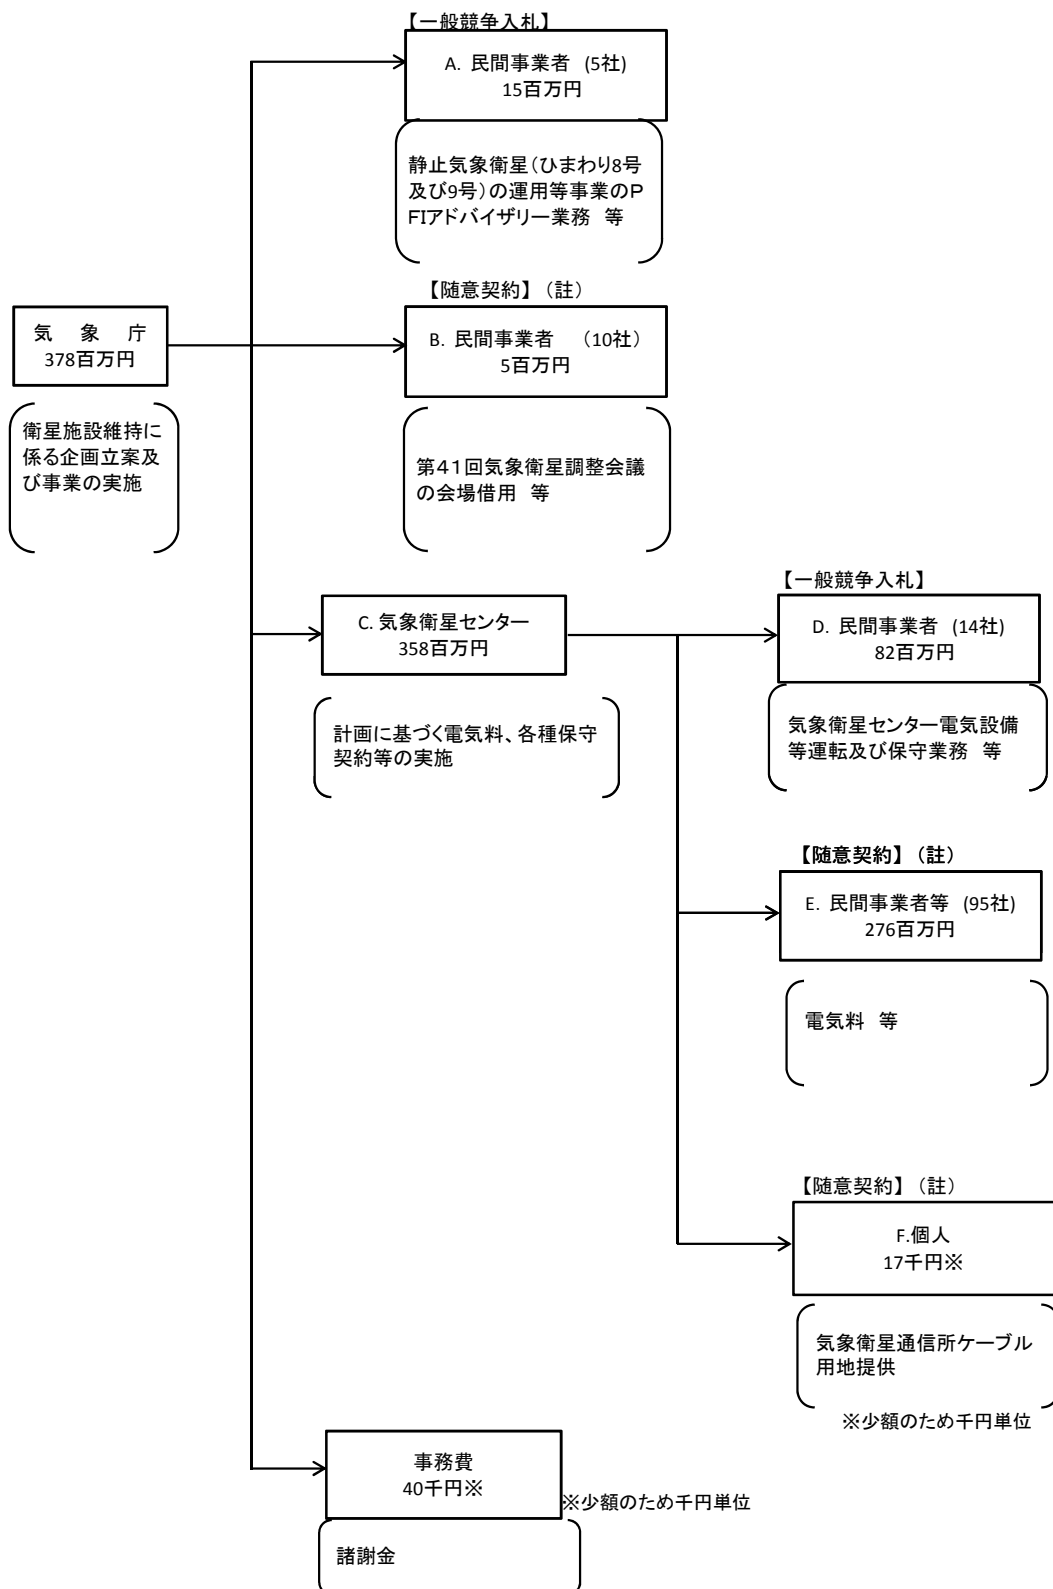 【一般競争入札】
A. 民間事業者 (5社)
15百万円
静止気象衛星(ひまわり8号
及び9号)の運用等事業のP
FIアドバイザリー業務 等
【随意契約】(註)
気 象 庁
378百万円
B. 民間事業者 (10社)
5百万円
衛星施設維持に
係る企画立案及
び事業の実施
第41回気象衛星調整会議
の会場借用 等
【一般競争入札】
C. 気象衛星センター
358百万円
D. 民間事業者 (14社)
82百万円
計画に基づく電気料、各種保守
契約等の実施
気象衛星センター電気設備
等運転及び保守業務 等
【随意契約】(註)
E. 民間事業者等 (95社)
276百万円
電気料 等
【随意契約】(註)
F.個人
17千円※
気象衛星通信所ケーブル
用地提供
※少額のため千円単位
事務費
40千円※
※少額のため千円単位
諸謝金